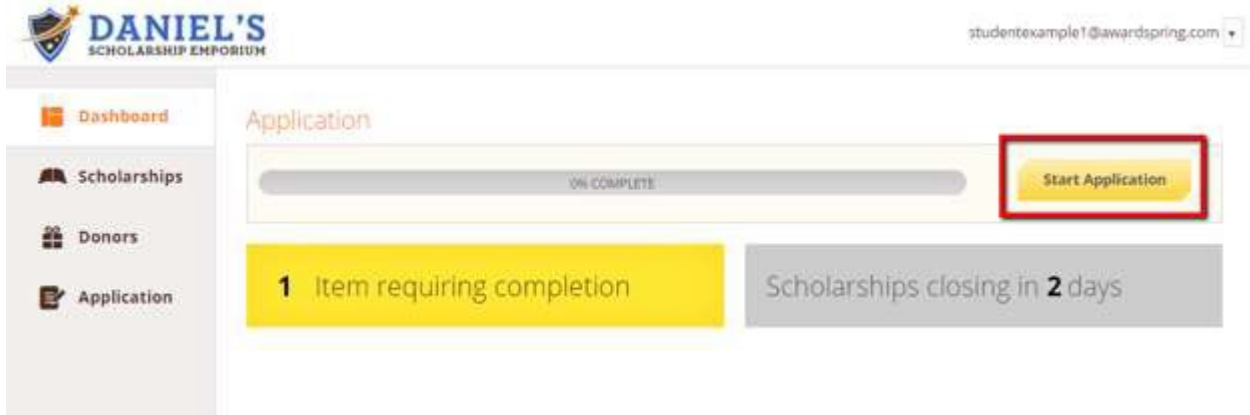 DANIEL'S
SCHOLARSHIP EMPORIUM
studentexample1@awardspring.com
Dashboard
Scholarships
Donors
Application
Application
0% COMPLETE
Start Application
1 Item requiring completion
Scholarships closing in 2 days